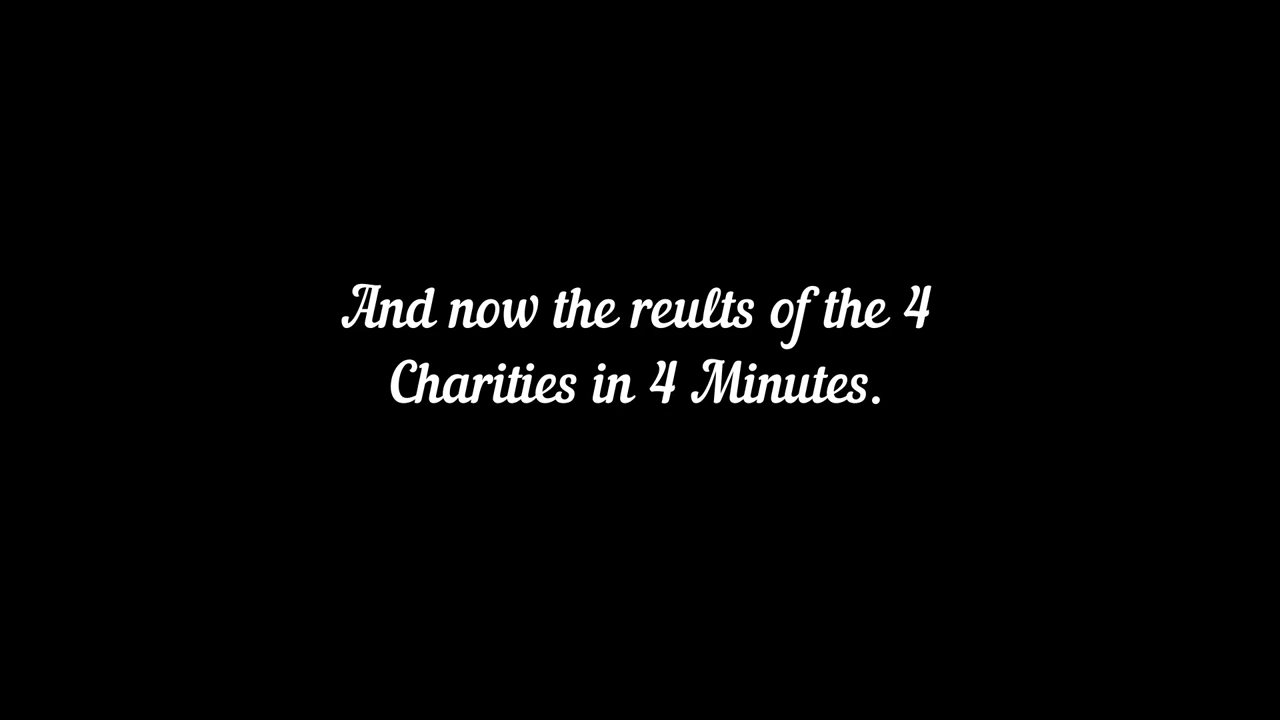 And now the reults of the 4
Charities in 4 Minutes.